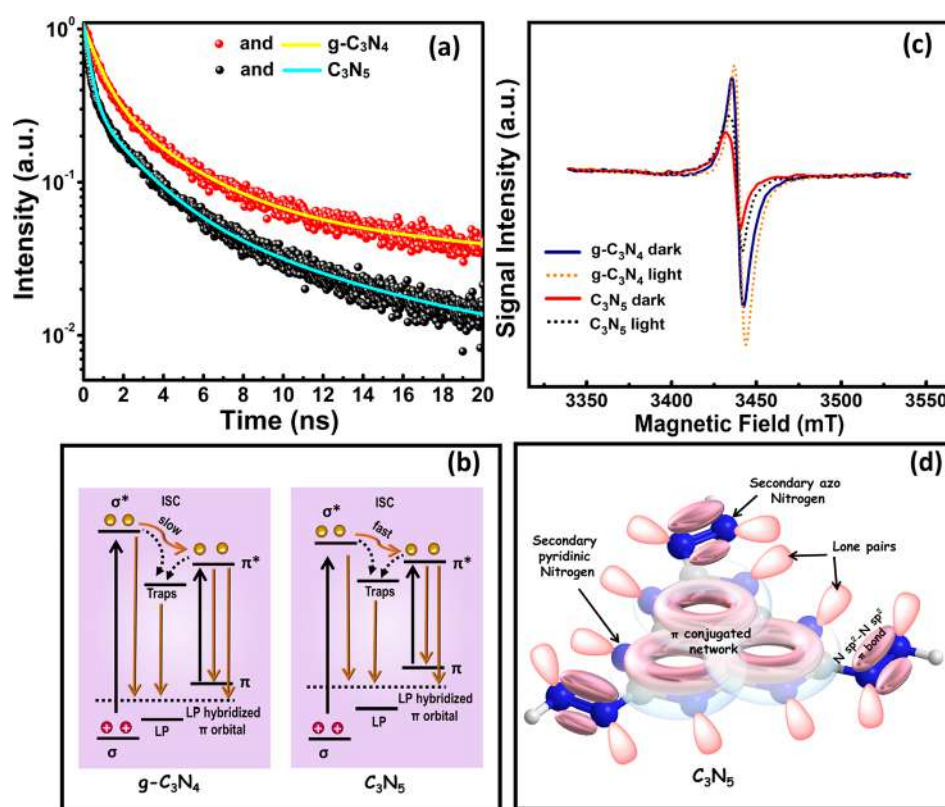 (a)
and g-C₃N₄
and C₃N₅
Intensity (a.u.)
10⁰
10⁻¹
10⁻²
0 2 4 6 8 10 12 14 16 18 20
Time (ns)
(c)
Signal Intensity (a.u.)
g-C₃N₄ dark
g-C₃N₄ light
C₃N₅ dark
C₃N₅ light
3350 3400 3450 3500 3550
Magnetic Field (mT)
(b)
σ* ISC
slow
π*
Traps
π
LP hybridized
π orbital
LP
σ
g-C₃N₄
σ* ISC
fast
π*
Traps
π
LP hybridized
π orbital
LP
σ
C₃N₅
(d)
Secondary azo
Nitrogen
Secondary
pyridinic
Nitrogen
Lone pairs
π conjugated
network
N sp²-N sp²
π bond
C₃N₅